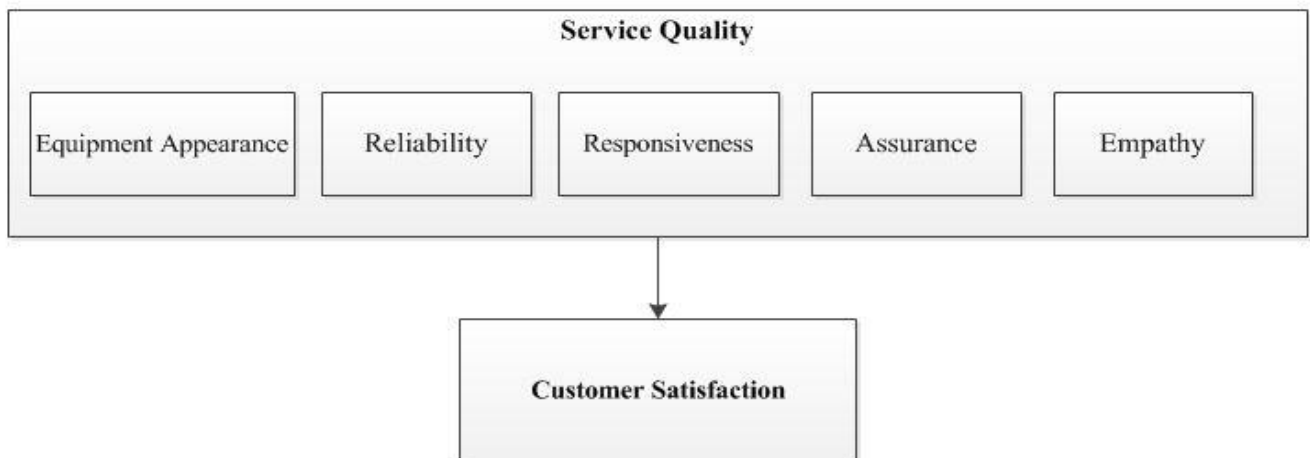 Service Quality
Equipment Appearance
Reliability
Responsiveness
Assurance
Empathy
Customer Satisfaction